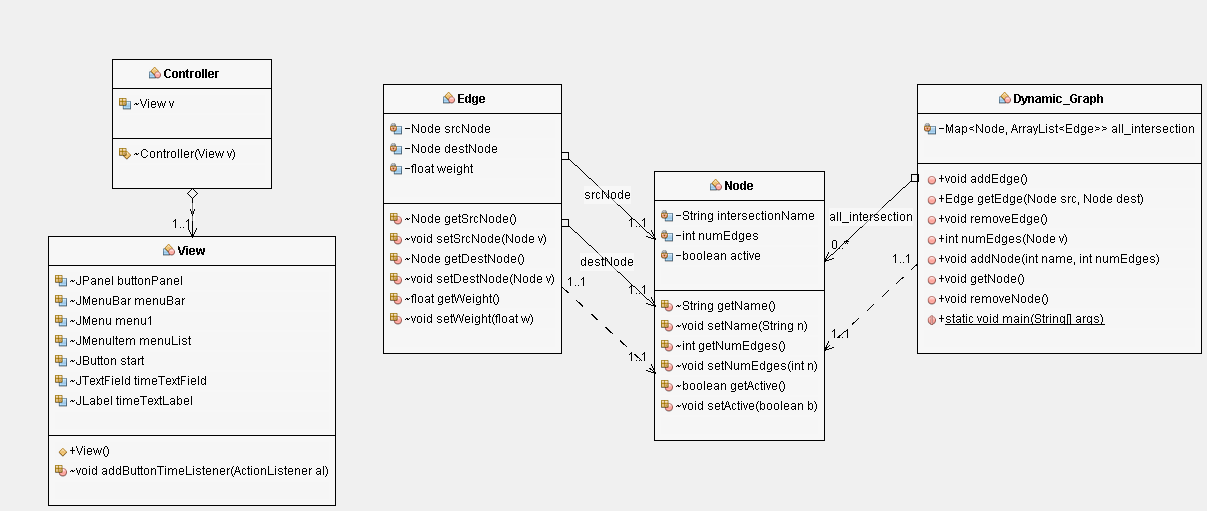 Controller
~View v
~Controller(View v)
1..1
View
~JPanel buttonPanel
~JMenuBar menuBar
~JMenu menu1
~JMenuItem menuList
~JButton start
~JTextField timeTextField
~JLabel timeTextLabel
+View()
~void addButtonTimeListener(ActionListener al)
Edge
-Node srcNode
-Node destNode
-float weight
~Node getSrcNode()
~void setSrcNode(Node v)
~Node getDestNode()
~void setDestNode(Node v)
~float getWeight()
~void setWeight(float w)
srcNode
1..1
destNode
1..1
1..1
1..1
Node
-String intersectionName
-int numEdges
-boolean active
~String getName()
~void setName(String n)
~int getNumEdges()
~void setNumEdges(int n)
~boolean getActive()
~void setActive(boolean b)
all_intersection
0..*
1..1
1..1
Dynamic_Graph
-Map<Node, ArrayList<Edge>> all_intersection
+void addEdge()
+Edge getEdge(Node src, Node dest)
+void removeEdge()
+int numEdges(Node v)
+void addNode(int name, int numEdges)
+void getNode()
+void removeNode()
+static void main(String[] args)